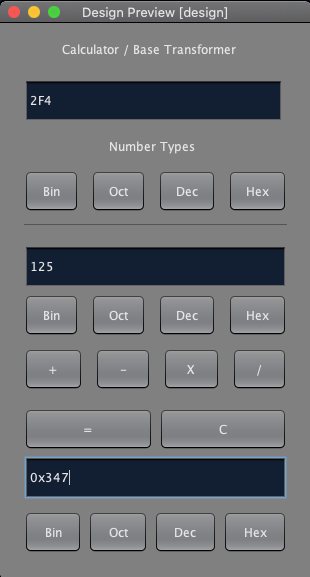 Design Preview [design]
Calculator / Base Transformer
2F4
Number Types
Bin Oct Dec Hex
125
Bin Oct Dec Hex
+ - X /
= C
0x347
Bin Oct Dec Hex